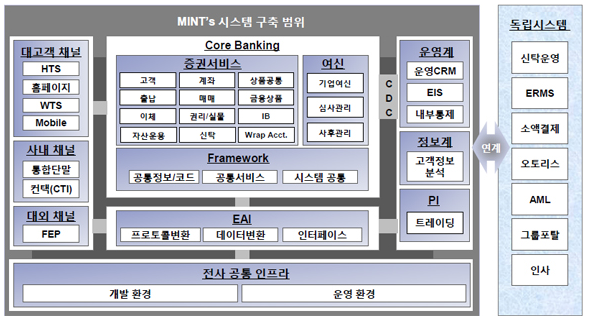 MINT's 시스템 구축 범위
대고객 채널
HTS
홈페이지
WTS
Mobile
사내 채널
통합단말
컨택(CTI)
대외 채널
FEP
Core Banking
증권서비스
고객
계좌
상품공통
출납
매매
금융상품
이체
권리/실물
IB
자산운용
신탁
Wrap Acct.
여신
기업여신
심사관리
사후관리
Framework
공통정보/코드
공통서비스
시스템 공통
EAI
프로토콜변환
데이터변환
인터페이스
C
D
C
운영계
운영CRM
EIS
내부통제
정보계
고객정보
분석
PI
트레이딩
전사 공통 인프라
개발 환경
운영 환경
연계
독립시스템
신탁운영
ERMS
소액결제
오토리스
AML
그룹포탈
인사